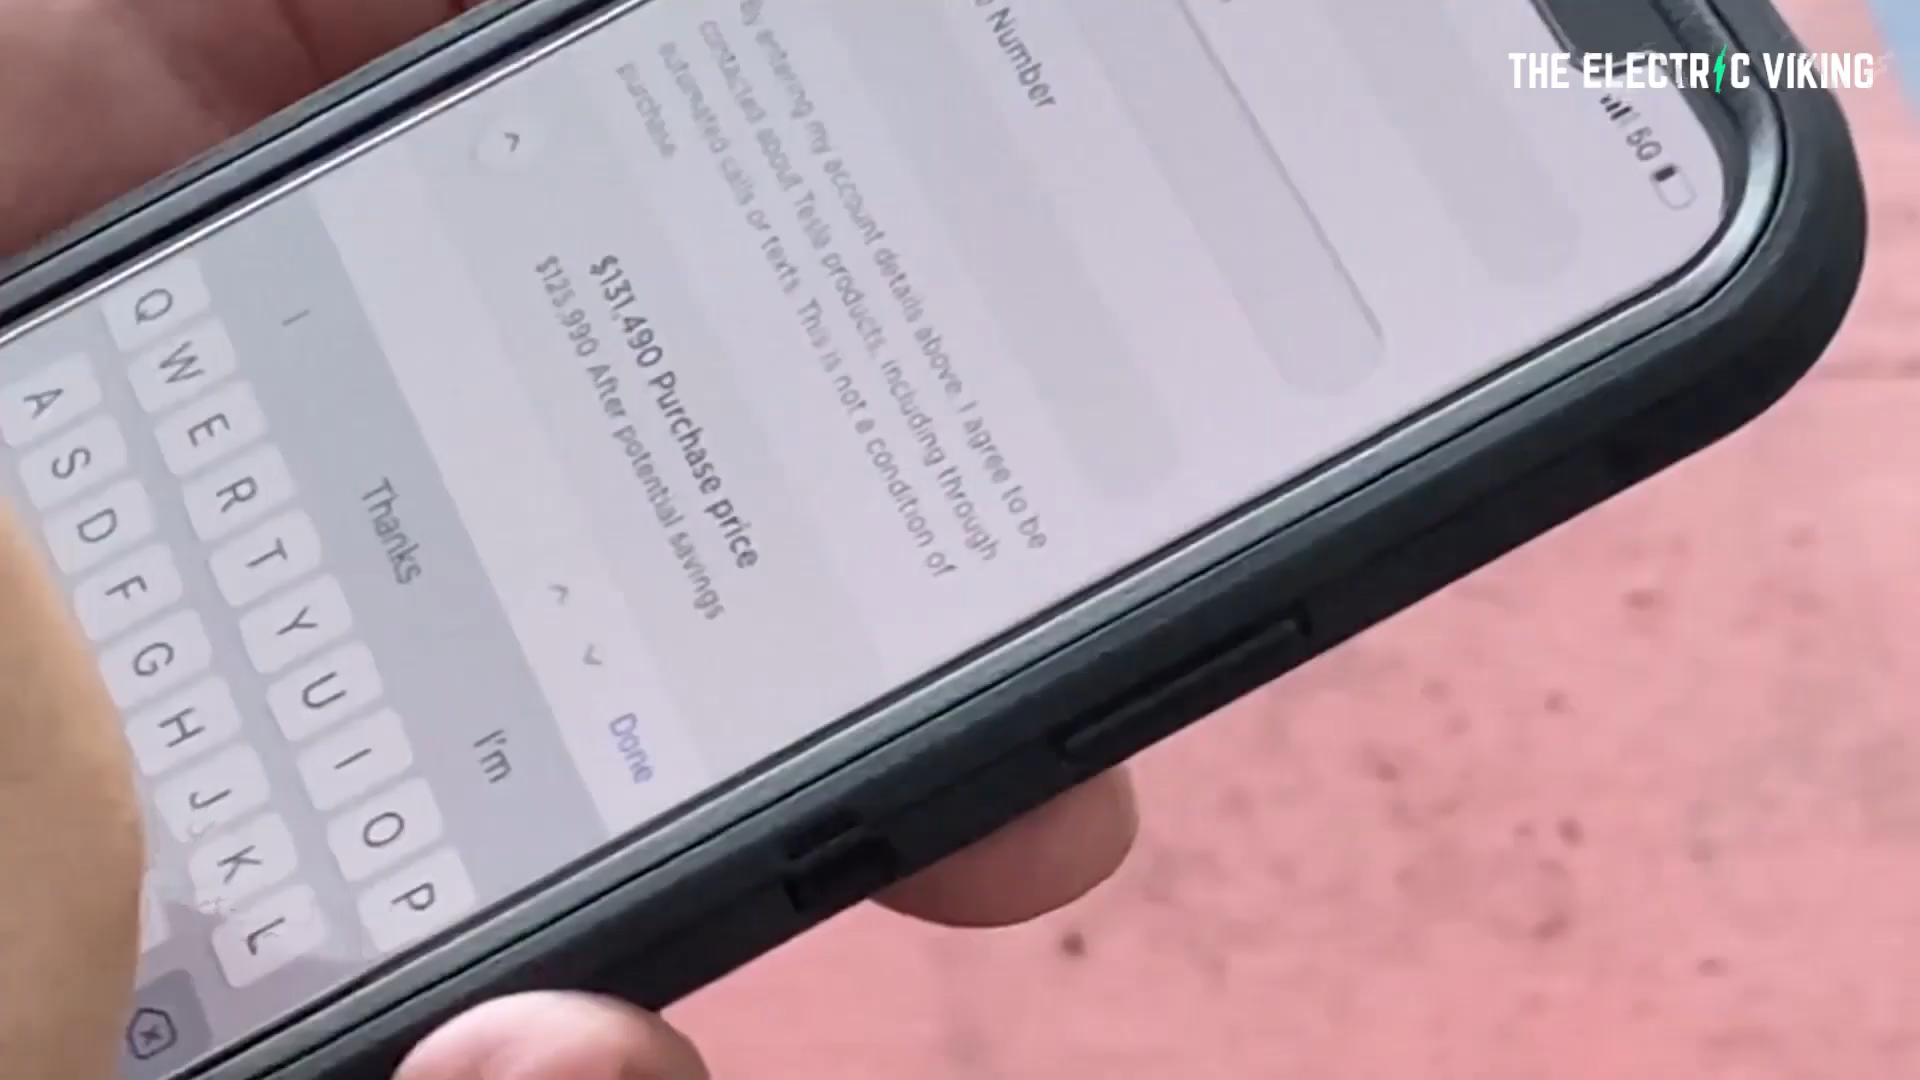 THE ELECTRIC VIKING
5G
Number
By entering my account details above, I agree to be
contacted about Tesla products, including through
automated calls or texts. This is not a condition of
purchase.
$131,490 Purchase price
$125,990 After potential savings
^
Done
I
Thanks
I'm
Q W E R T Y U I O P
A S D F G H J K L